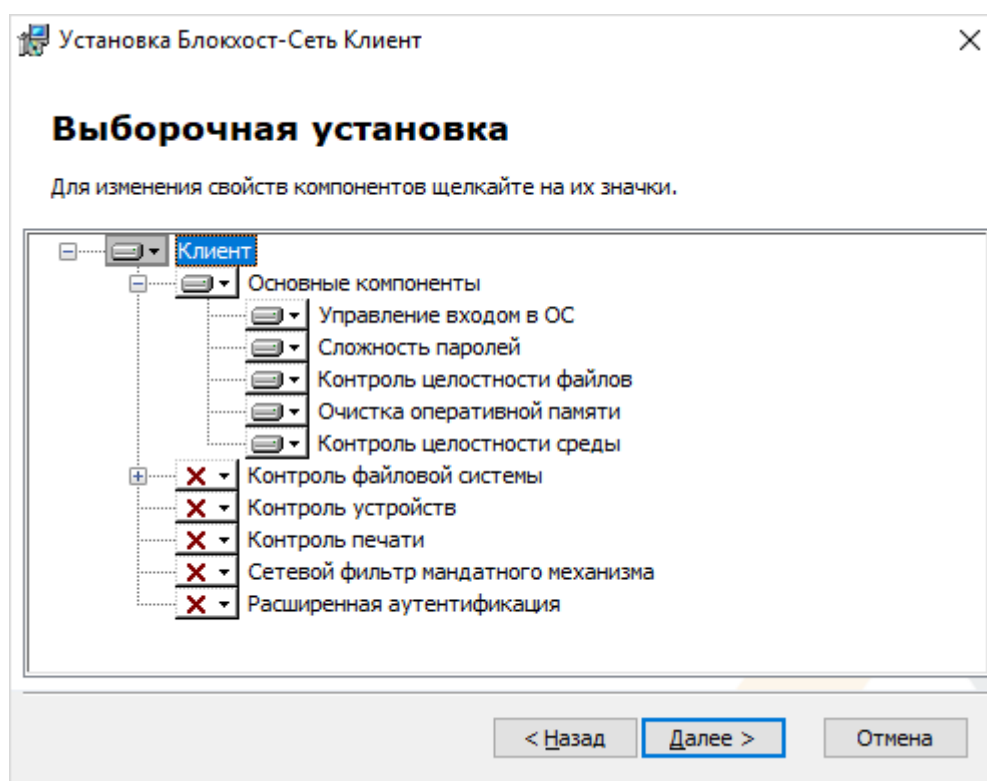 Установка Блокхост-Сеть Клиент
Выборочная установка
Для изменения свойств компонентов щелкайте на их значки.
Клиент
Основные компоненты
Управление входом в ОС
Сложность паролей
Контроль целостности файлов
Очистка оперативной памяти
Контроль целостности среды
Контроль файловой системы
Контроль устройств
Контроль печати
Сетевой фильтр мандатного механизма
Расширенная аутентификация
< Назад Далее > Отмена